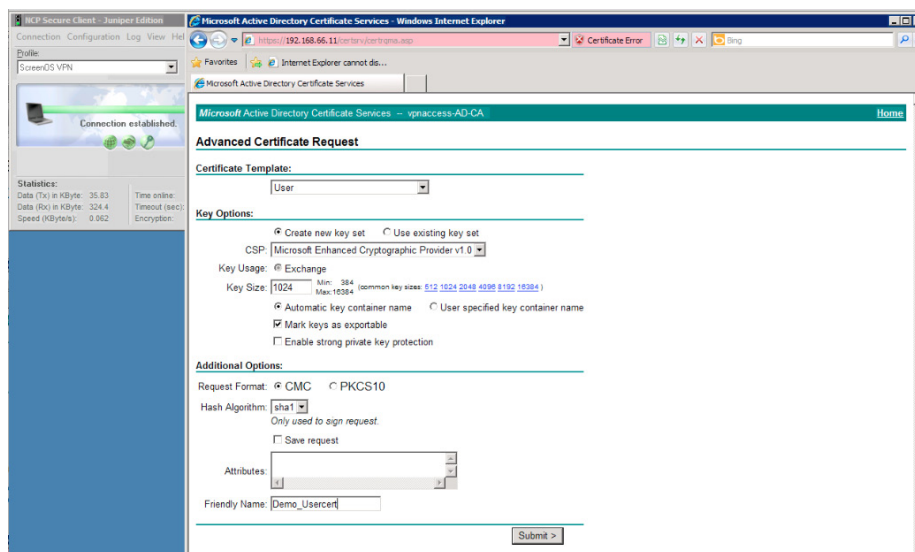 NCP Secure Client - Juniper Edition
Connection Configuration Log View Hel
Profile:
ScreenOS VPN
Connection established.
Statistics:
Data (Tx) in KByte: 35.83 Time online:
Data (Rx) in KByte: 324.4 Timeout (sec):
Speed (KByte/s): 0.062 Encryption:
Microsoft Active Directory Certificate Services - Windows Internet Explorer
https://192.168.66.11/certsrv/certrqma.asp Certificate Error Bing
Favorites Internet Explorer cannot dis...
Microsoft Active Directory Certificate Services
Microsoft Active Directory Certificate Services -- vpnaccess-AD-CA Home
Advanced Certificate Request
Certificate Template:
User
Key Options:
Create new key set Use existing key set
CSP: Microsoft Enhanced Cryptographic Provider v1.0
Key Usage: Exchange
Key Size: 1024 Min: 384 Max:16384 (common key sizes: 512 1024 2048 4096 8192 16384 )
Automatic key container name User specified key container name
Mark keys as exportable
Enable strong private key protection
Additional Options:
Request Format: CMC PKCS10
Hash Algorithm: sha1
Only used to sign request.
Save request
Attributes:
Friendly Name: Demo_Usercert
Submit >